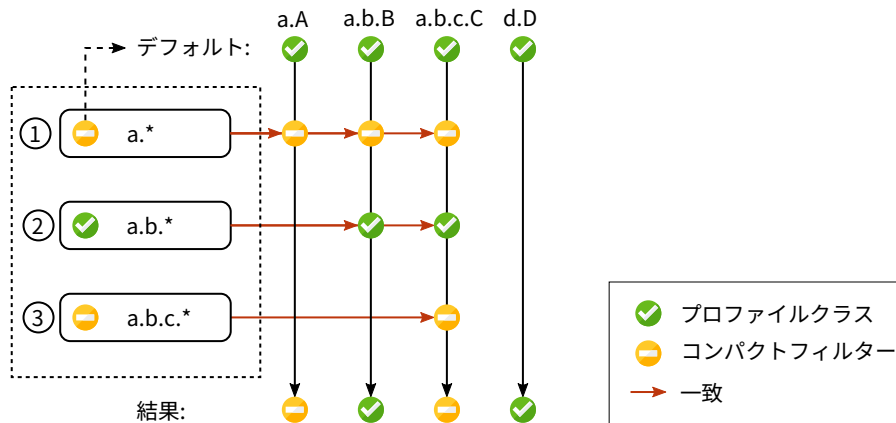 a.A a.b.B a.b.c.C d.D
デフォルト:
1 a.*
2 a.b.*
3 a.b.c.*
結果:
プロファイルクラス
コンパクトフィルター
一致